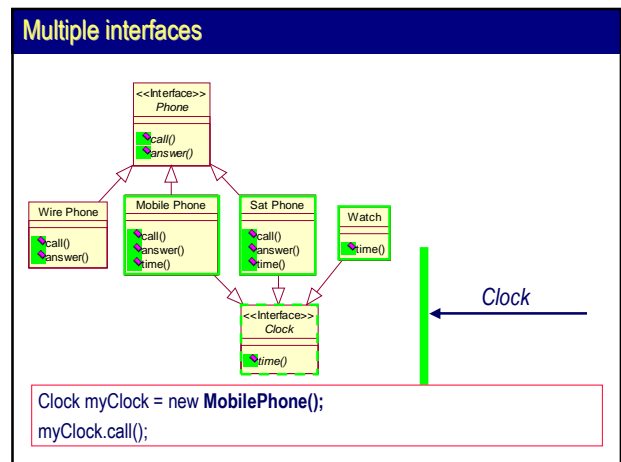 Multiple interfaces
<<Interface>>
Phone
call()
answer()
Wire Phone
call()
answer()
Mobile Phone
call()
answer()
time()
Sat Phone
call()
answer()
time()
Watch
time()
<<Interface>>
Clock
time()
Clock
Clock myClock = new MobilePhone();
myClock.call();